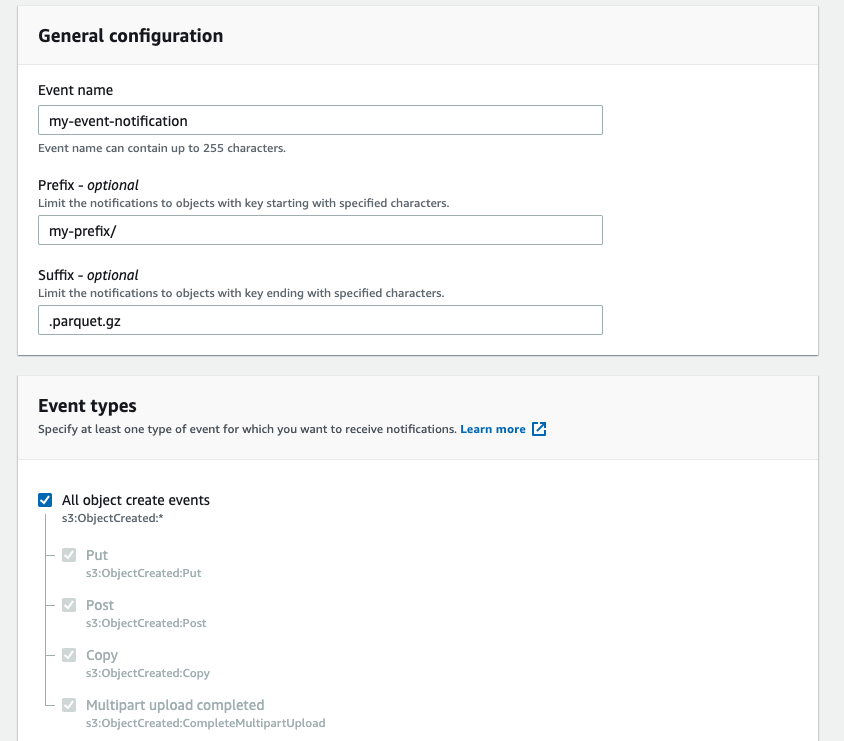 General configuration
Event name
my-event-notification
Event name can contain up to 255 characters.
Prefix - optional
Limit the notifications to objects with key starting with specified characters.
my-prefix/
Suffix - optional
Limit the notifications to objects with key ending with specified characters.
.parquet.gz
Event types
Specify at least one type of event for which you want to receive notifications. Learn more
All object create events
s3:ObjectCreated:*
Put
s3:ObjectCreated:Put
Post
s3:ObjectCreated:Post
Copy
s3:ObjectCreated:Copy
Multipart upload completed
s3:ObjectCreated:CompleteMultipartUpload